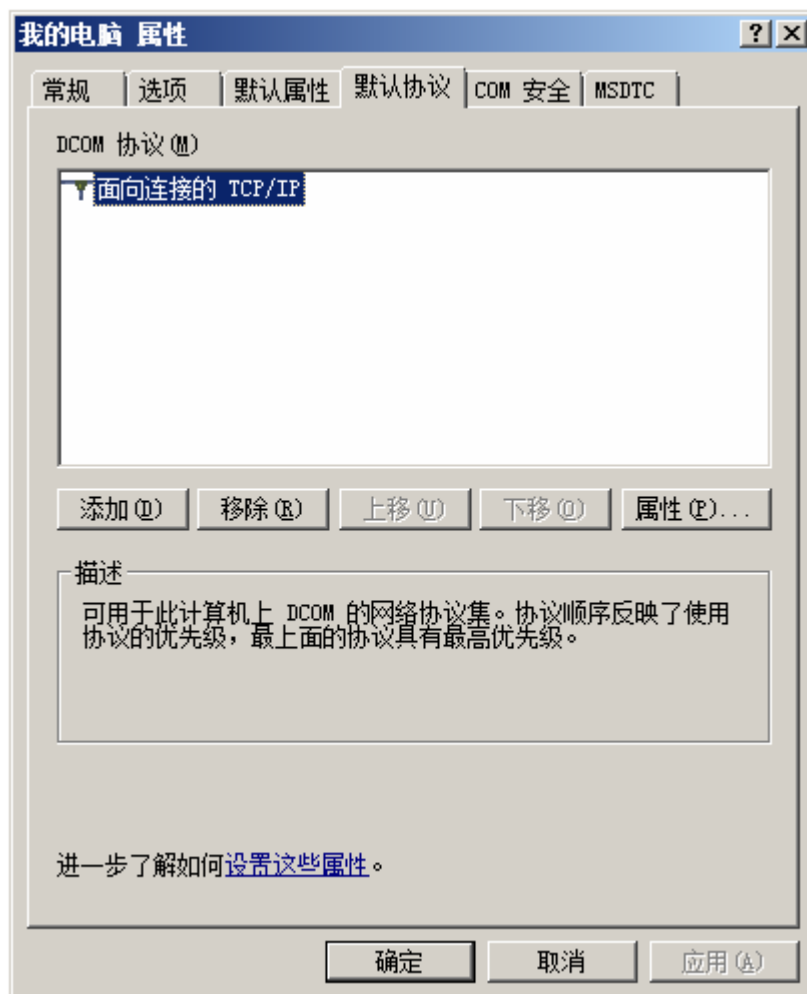 我的电脑 属性
常规 选项 默认属性 默认协议 COM 安全 MSDTC
DCOM 协议(M)
面向连接的 TCP/IP
添加(D) 移除(R) 上移(U) 下移(O) 属性(P)...
描述
可用于此计算机上 DCOM 的网络协议集。协议顺序反映了使用
协议的优先级，最上面的协议具有最高优先级。
进一步了解如何设置这些属性。
确定 取消 应用(A)